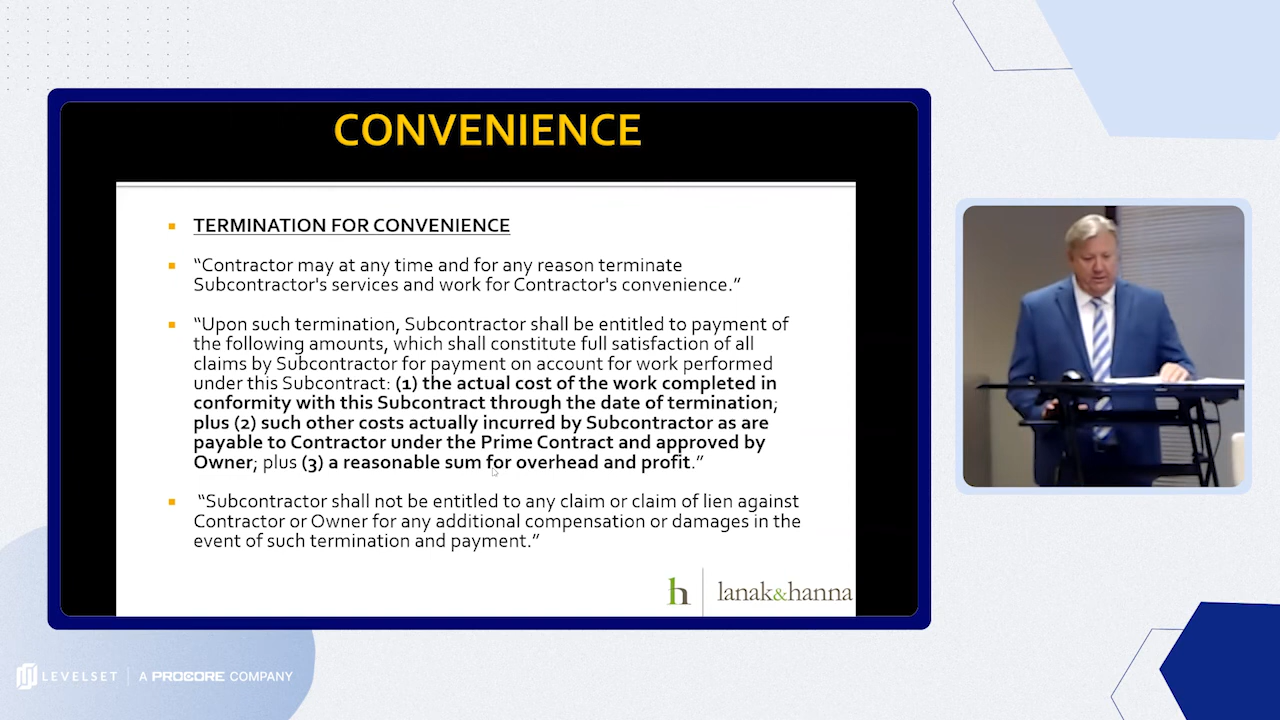 CONVENIENCE
TERMINATION FOR CONVENIENCE
“Contractor may at any time and for any reason terminate
Subcontractor's services and work for Contractor's convenience.”
“Upon such termination, Subcontractor shall be entitled to payment of
the following amounts, which shall constitute full satisfaction of all
claims by Subcontractor for payment on account for work performed
under this Subcontract: (1) the actual cost of the work completed in
conformity with this Subcontract through the date of termination;
plus (2) such other costs actually incurred by Subcontractor as are
payable to Contractor under the Prime Contract and approved by
Owner; plus (3) a reasonable sum for overhead and profit.”
“Subcontractor shall not be entitled to any claim or claim of lien against
Contractor or Owner for any additional compensation or damages in the
event of such termination and payment.”
h lanak&hanna
LEVELSET | A PROCORE COMPANY